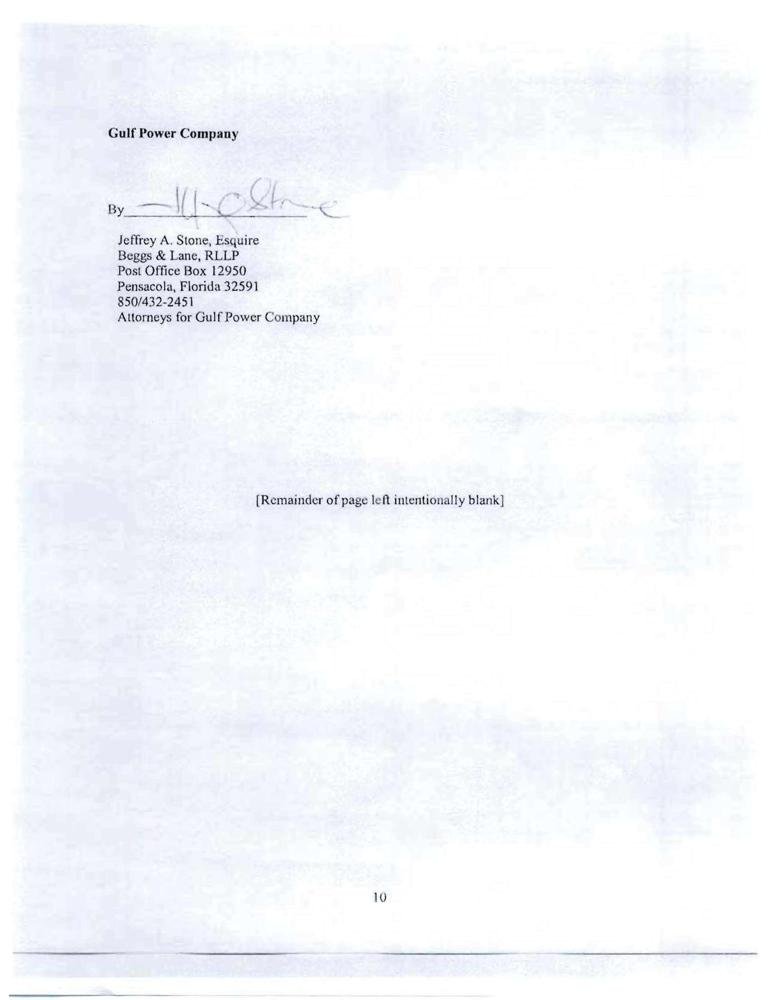 Gulf Power Company
By
Jeffrey A. Stone, Esquire
Beggs & Lane, RLLP
Post Office Box 12950
Pensacola, Florida 32591
850/432-2451
Attorneys for Gulf Power Company
[Remainder of page left intentionally blank]
10